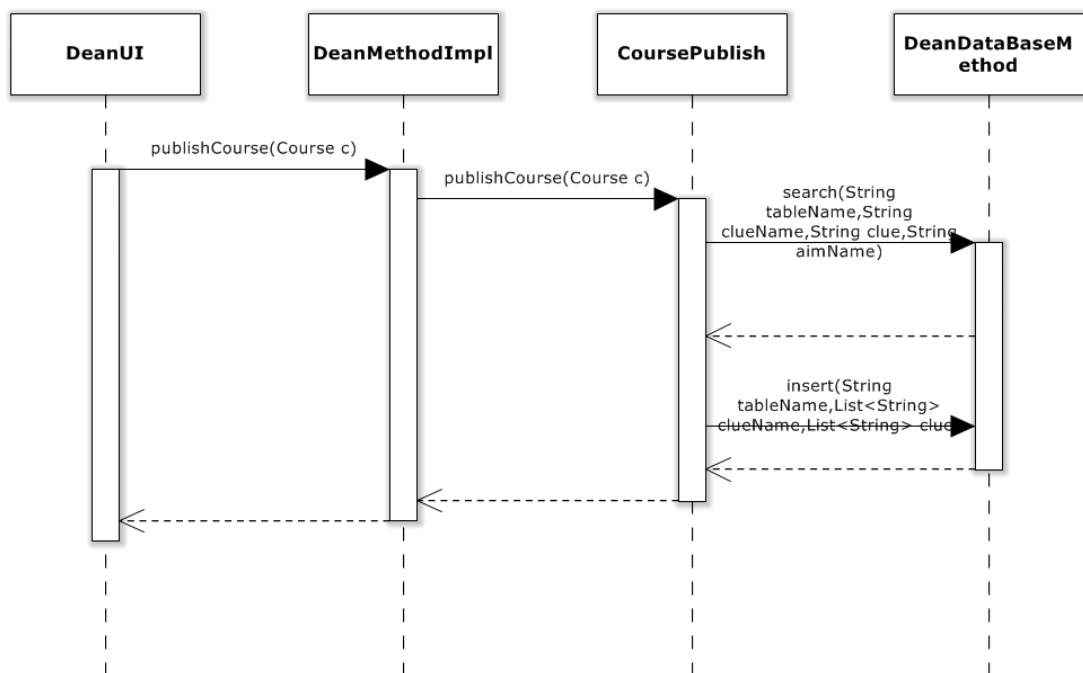 DeanUI
DeanMethodImpl
CoursePublish
DeanDataBaseM
ethod
publishCourse(Course c)
publishCourse(Course c)
search(String
tableName,String
clueName,String clue,String
aimName)
insert(String
tableName,List<String>
clueName,List<String> clue